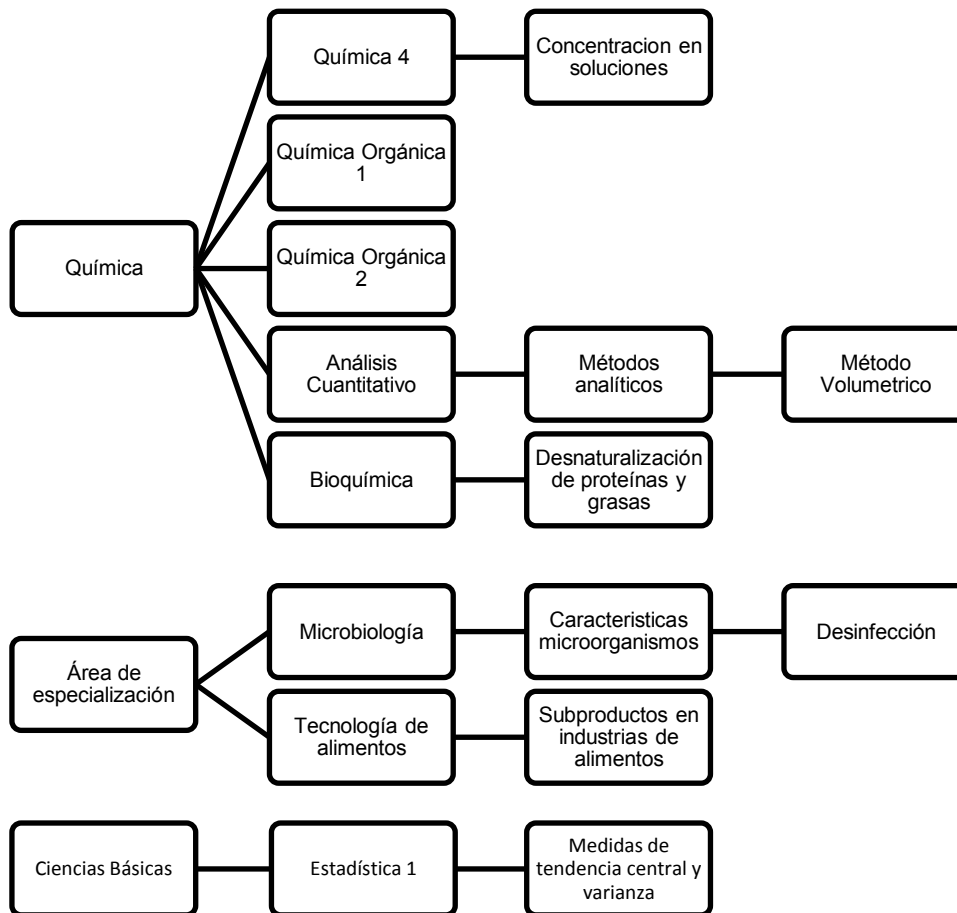 Química 4
Concentracion en
soluciones
Química Orgánica
1
Química
Química Orgánica
2
Análisis
Cuantitativo
Métodos
analíticos
Método
Volumetrico
Bioquímica
Desnaturalización
de proteínas y
grasas
Área de
especialización
Microbiología
Caracteristicas
microorganismos
Desinfección
Tecnología de
alimentos
Subproductos en
industrias de
alimentos
Ciencias Básicas
Estadística 1
Medidas de
tendencia central y
varianza